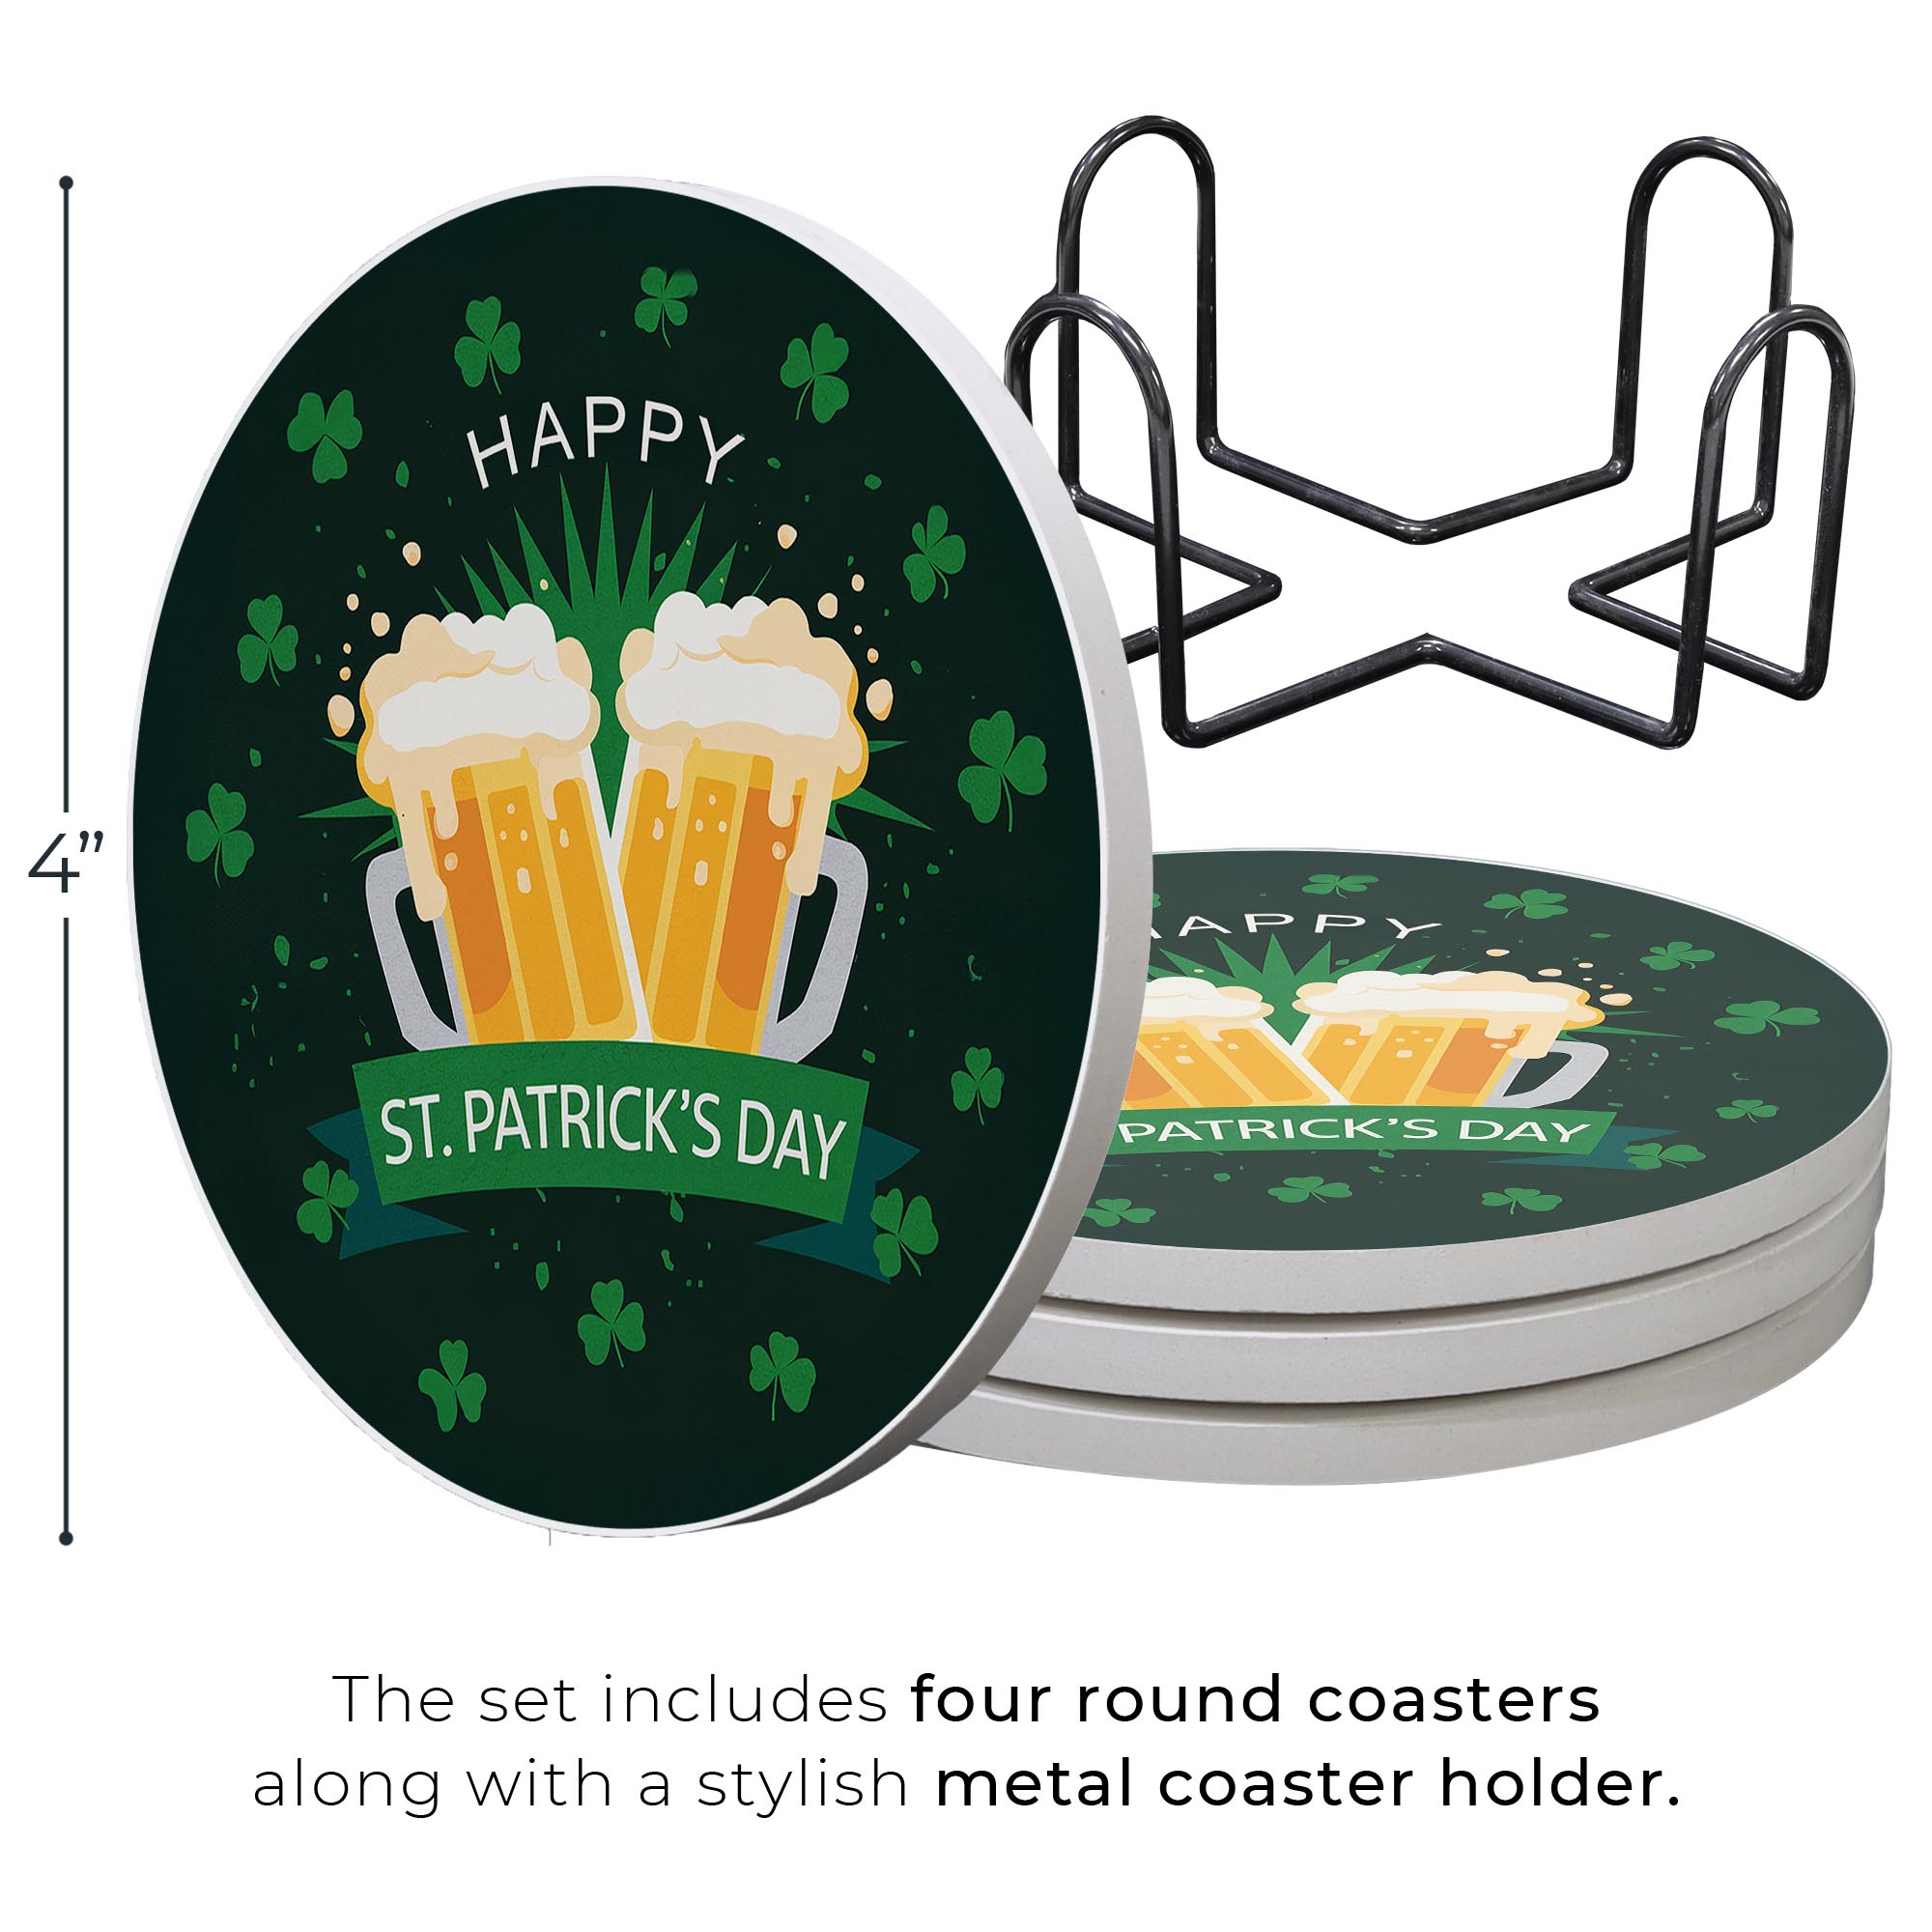 4”
HAPPY
ST. PATRICK’S DAY
HAPPY
PATRICK’S DAY
The set includes four round coasters
along with a stylish metal coaster holder.